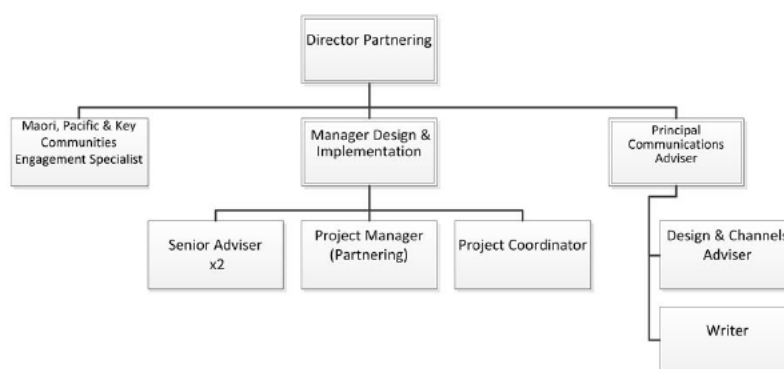 Director Partnering
Maori, Pacific & Key
Communities
Engagement Specialist
Manager Design &
Implementation
Principal
Communications
Adviser
Senior Adviser
x2
Project Manager
(Partnering)
Project Coordinator
Design & Channels
Adviser
Writer